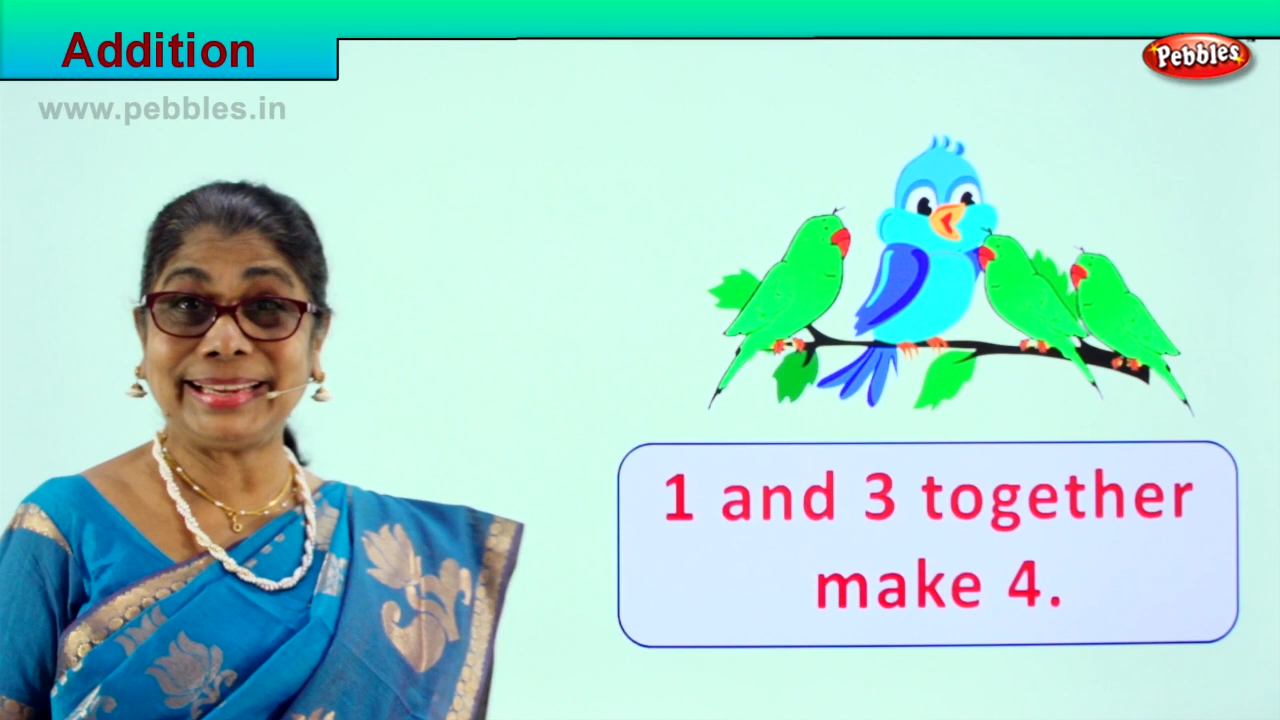 Addition
Pebbles
www.pebbles.in
1 and 3 together
make 4.